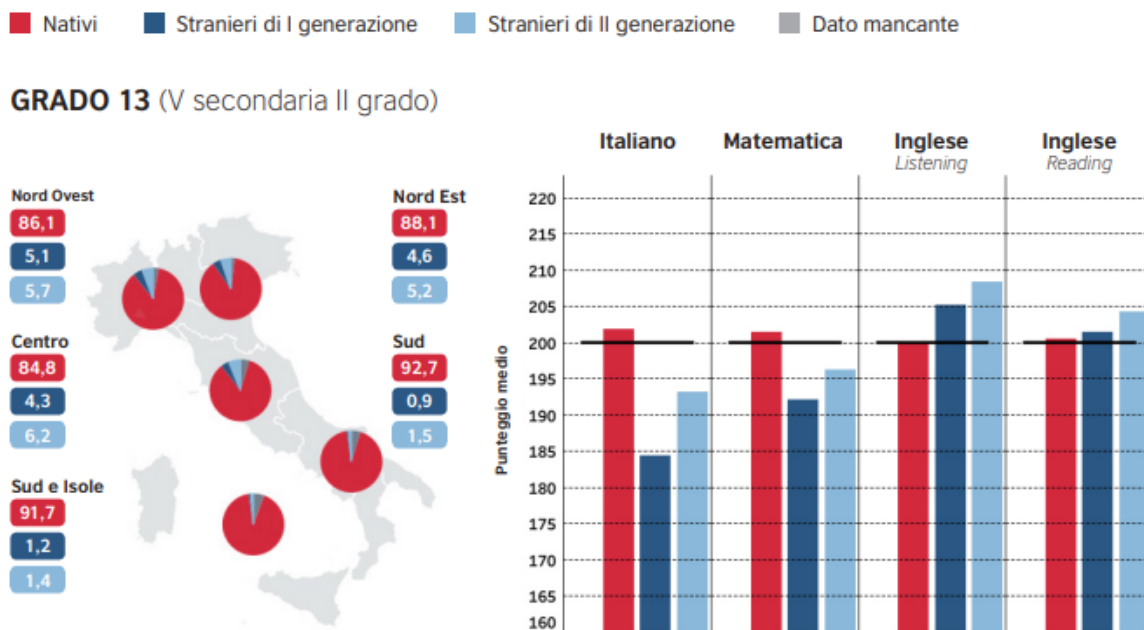 Nativi Stranieri di I generazione Stranieri di II generazione Dato mancante
GRADO 13 (V secondaria II grado)
Nord Ovest
86,1
5,1
5,7
Nord Est
88,1
4,6
5,2
Centro
84,8
4,3
6,2
Sud
92,7
0,9
1,5
Sud e Isole
91,7
1,2
1,4
Italiano Matematica Inglese Inglese
Listening Reading
Punteggio medio
220
215
210
205
200
195
190
185
180
175
170
165
160